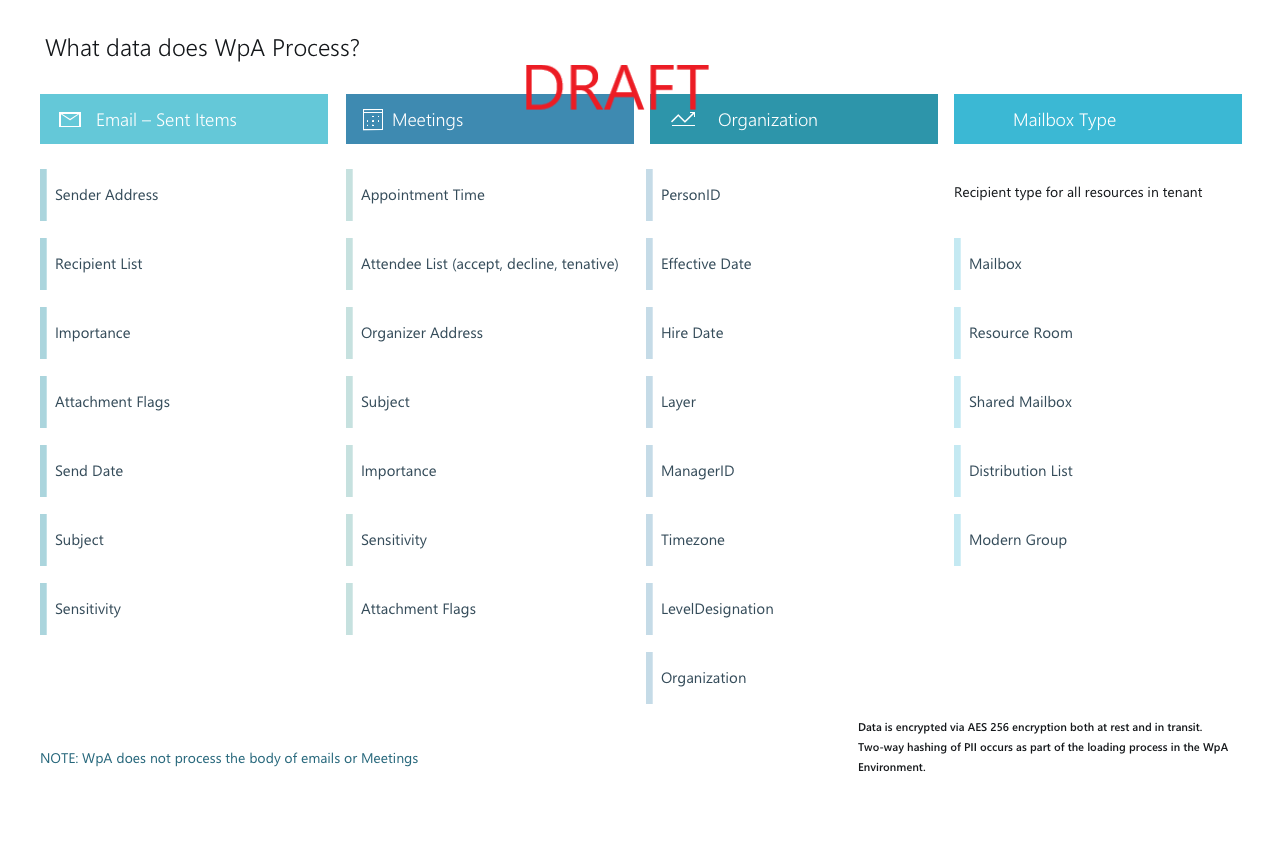 What data does WpA Process?
DRAFT
Email – Sent Items
Sender Address
Recipient List
Importance
Attachment Flags
Send Date
Subject
Sensitivity
Meetings
Appointment Time
Attendee List (accept, decline, tenative)
Organizer Address
Subject
Importance
Sensitivity
Attachment Flags
Organization
PersonID
Effective Date
Hire Date
Layer
ManagerID
Timezone
LevelDesignation
Organization
Mailbox Type
Recipient type for all resources in tenant
Mailbox
Resource Room
Shared Mailbox
Distribution List
Modern Group
NOTE: WpA does not process the body of emails or Meetings
Data is encrypted via AES 256 encryption both at rest and in transit.
Two-way hashing of PII occurs as part of the loading process in the WpA
Environment.